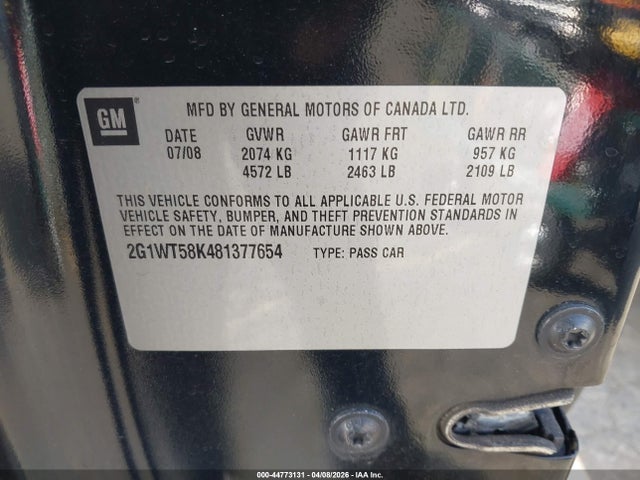 GM
MFD BY GENERAL MOTORS OF CANADA LTD.
DATE GVWR GAWR FRT GAWR RR
07/08 2074 KG 1117 KG 957 KG
4572 LB 2463 LB 2109 LB
THIS VEHICLE CONFORMS TO ALL APPLICABLE U.S. FEDERAL MOTOR
VEHICLE SAFETY, BUMPER, AND THEFT PREVENTION STANDARDS IN
EFFECT ON THE DATE OF MANUFACTURE SHOWN ABOVE.
2G1WT58K481377654 TYPE: PASS CAR
000-44773131 04/08/2026 IAA Inc.